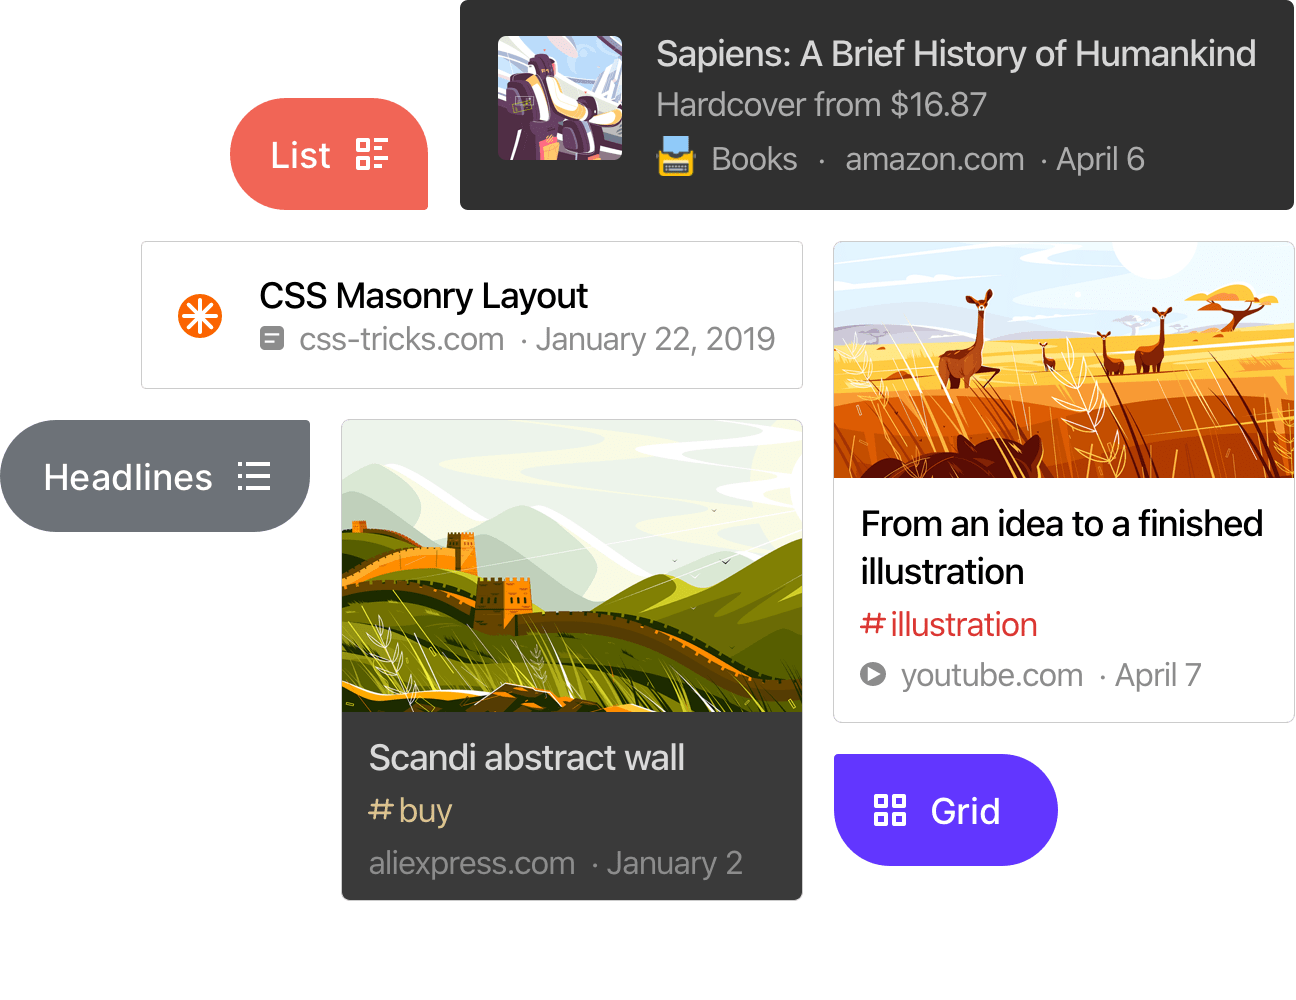 Sapiens: A Brief History of Humankind
Hardcover from $16.87
Books · amazon.com · April 6
List
CSS Masonry Layout
css-tricks.com · January 22, 2019
Headlines
From an idea to a finished
illustration
#illustration
youtube.com · April 7
Scandi abstract wall
#buy
aliexpress.com · January 2
Grid